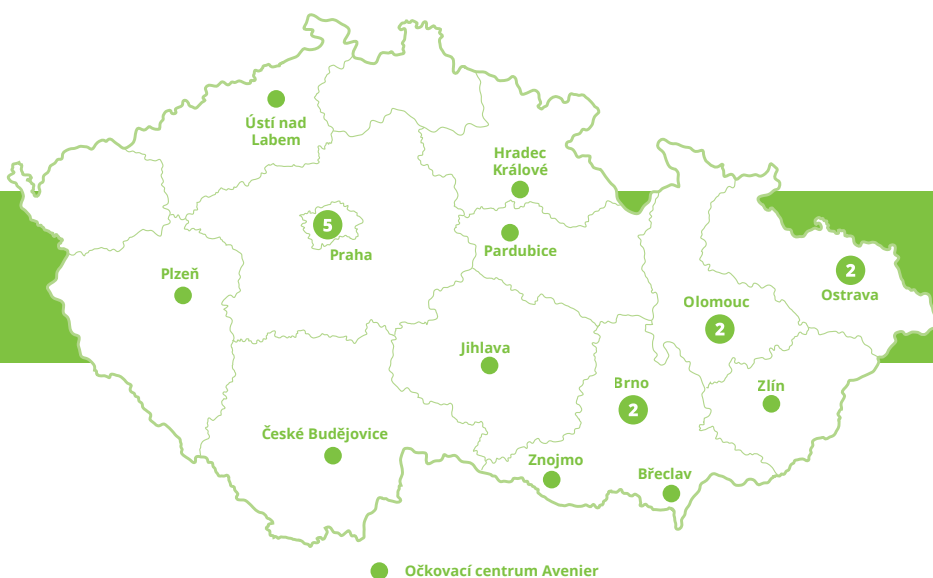 Ústí nad
Labem
Hradec
Králové
5
Praha
Pardubice
Plzeň
2
Ostrava
Olomouc
2
Jihlava
Brno
2
Zlín
České Budějovice
Znojmo
Břeclav
Očkovací centrum Avenier